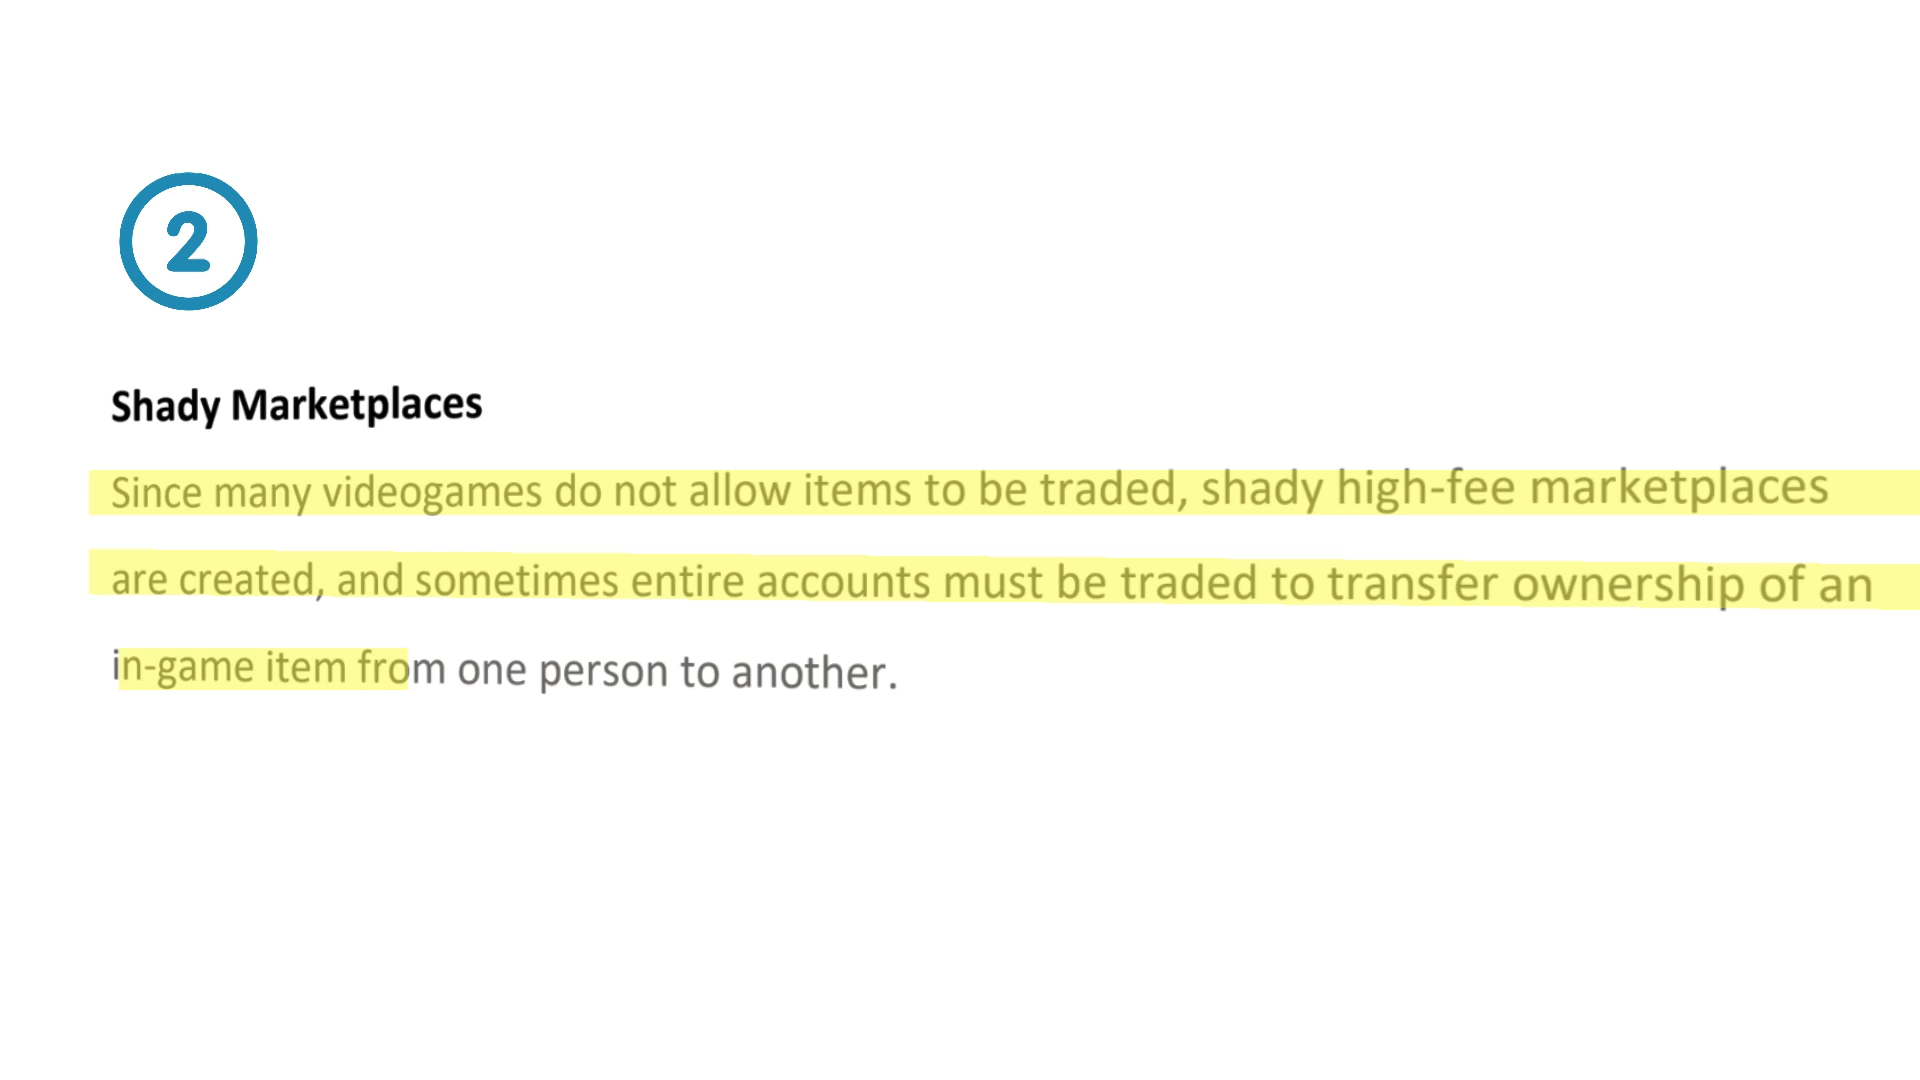 2
Shady Marketplaces
Since many videogames do not allow items to be traded, shady high-fee marketplaces
are created, and sometimes entire accounts must be traded to transfer ownership of an
in-game item from one person to another.